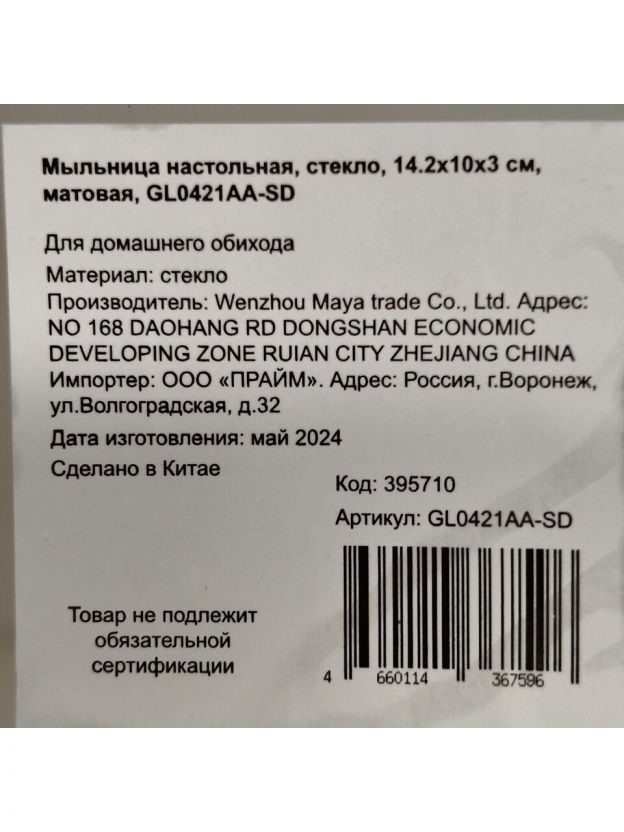 Мыльница настольная, стекло, 14.2х10х3 см,
матовая, GL0421AA-SD
Для домашнего обихода
Материал: стекло
Производитель: Wenzhou Maya trade Co., Ltd. Адрес:
NO 168 DAOHANG RD DONGSHAN ECONOMIC
DEVELOPING ZONE RUIAN CITY ZHEJIANG CHINA
Импортер: ООО «ПРАЙМ». Адрес: Россия, г.Воронеж,
ул.Волгоградская, д.32
Дата изготовления: май 2024
Сделано в Китае
Код: 395710
Артикул: GL0421AA-SD
Товар не подлежит
обязательной
сертификации
4 660114 367596